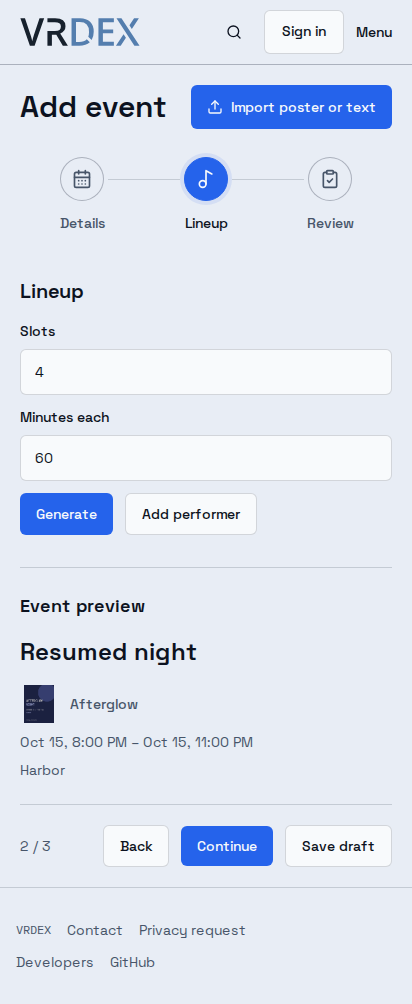 VRDEX
Sign in
Menu
Add event
Import poster or text
Details
Lineup
Review
Lineup
Slots
4
Minutes each
60
Generate
Add performer
Event preview
Resumed night
Afterglow
Oct 15, 8:00 PM – Oct 15, 11:00 PM
Harbor
2 / 3
Back
Continue
Save draft
VRDEX Contact Privacy request
Developers GitHub